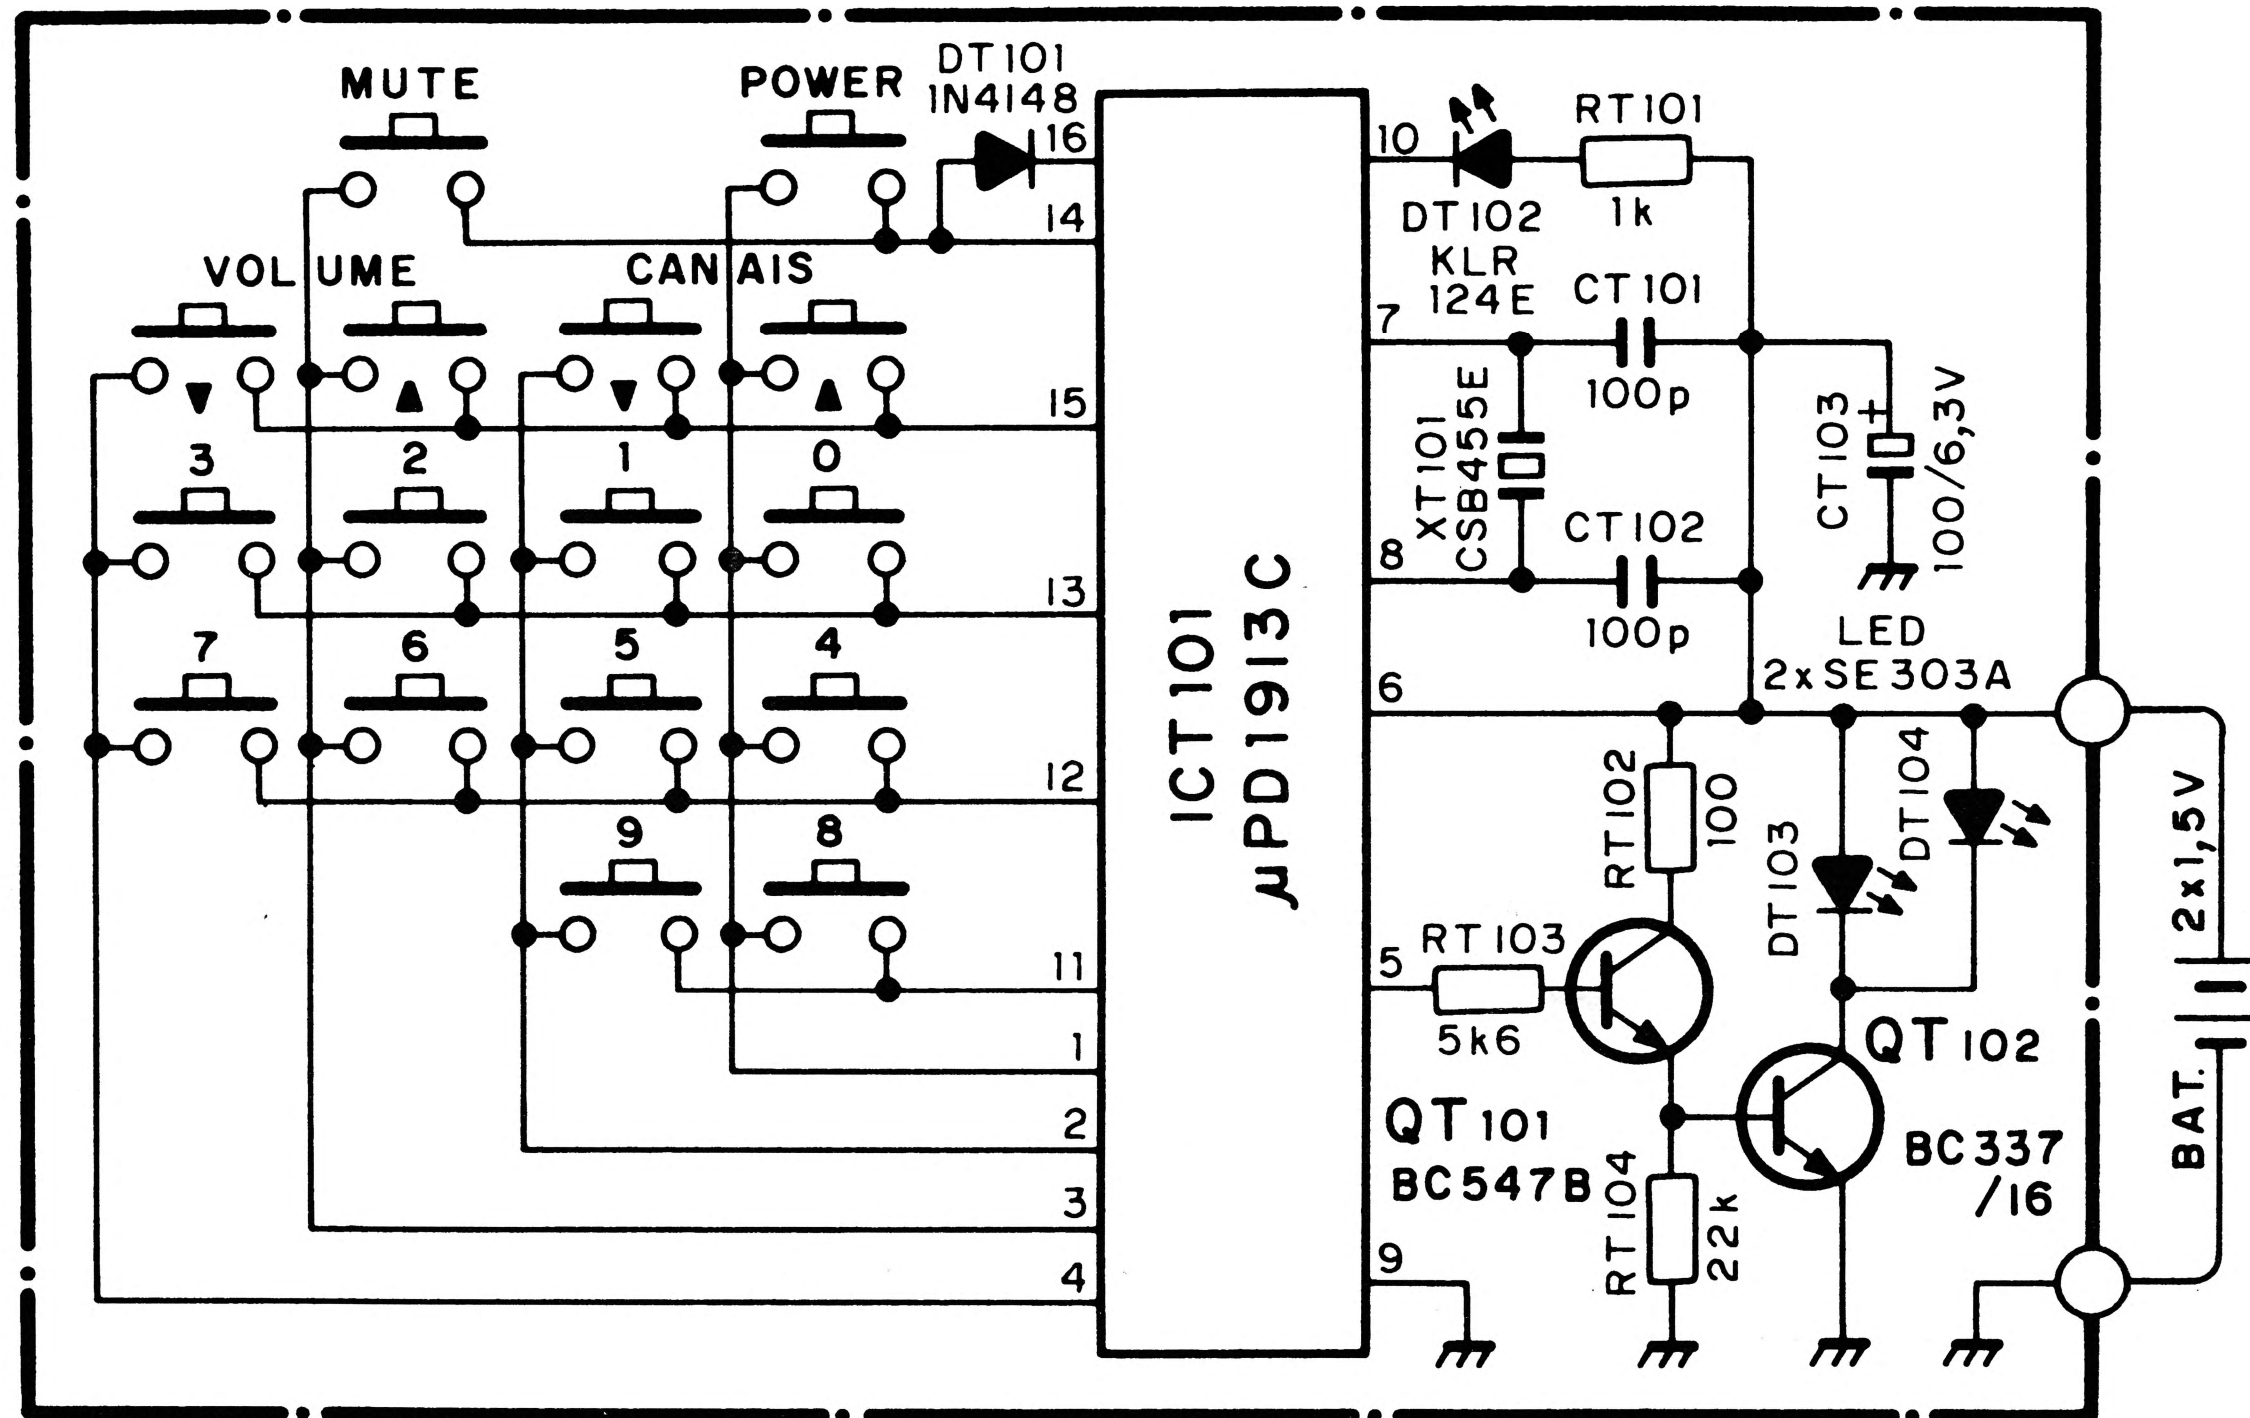 MUTE
POWER
DT101
1N4148
16
14
VOLUME
CANAIS
15
3
2
1
0
13
7
6
5
4
12
9
8
11
1
2
3
4
ICT101
µPD1913C
10
RT101
1k
DT102
KLR
124E
7
CT101
100p
XT101
CSB455E
8
CT102
100p
+
CT103
100/6,3V
6
LED
2xSE303A
RT102
100
DT103
DT104
5
RT103
5k6
QT101
BC547B
QT102
BC337
/16
RT104
22k
9
BAT. 2x1,5V